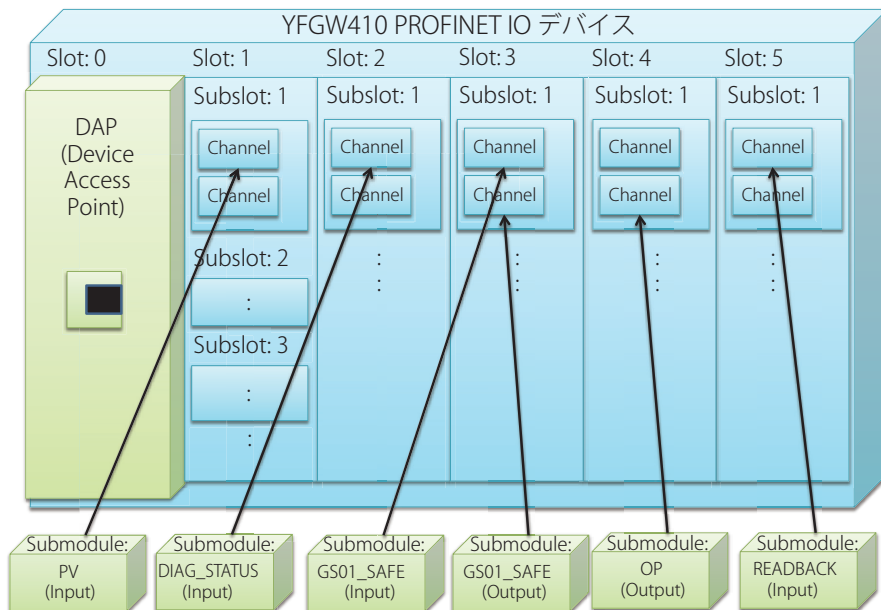 YFGW410 PROFINET IO デバイス
Slot: 0
Slot: 1
Slot: 2
Slot: 3
Slot: 4
Slot: 5
DAP
(Device
Access
Point)
Subslot: 1
Subslot: 1
Subslot: 1
Subslot: 1
Subslot: 1
Channel
Channel
Channel
Channel
Channel
Channel
Channel
Channel
Channel
Channel
Subslot: 2
:
:
:
:
:
:
:
:
:
Subslot: 3
:
:
Submodule:
PV
(Input)
Submodule:
DIAG_STATUS
(Input)
Submodule:
GS01_SAFE
(Input)
Submodule:
GS01_SAFE
(Output)
Submodule:
OP
(Output)
Submodule:
READBACK
(Input)